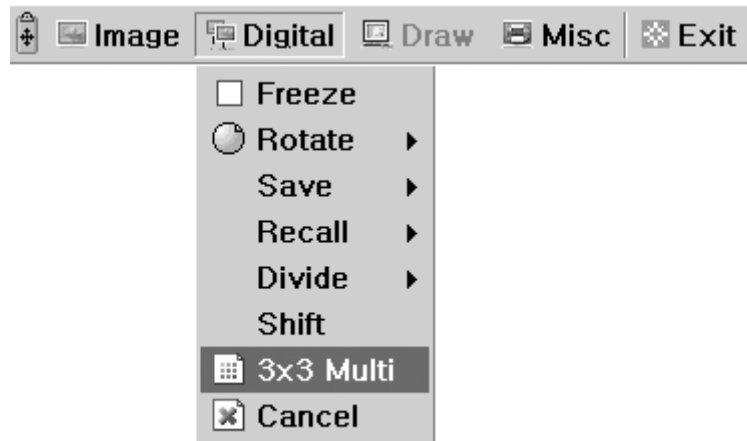 Image Digital Draw Misc Exit
Freeze
Rotate
Save
Recall
Divide
Shift
3x3 Multi
Cancel